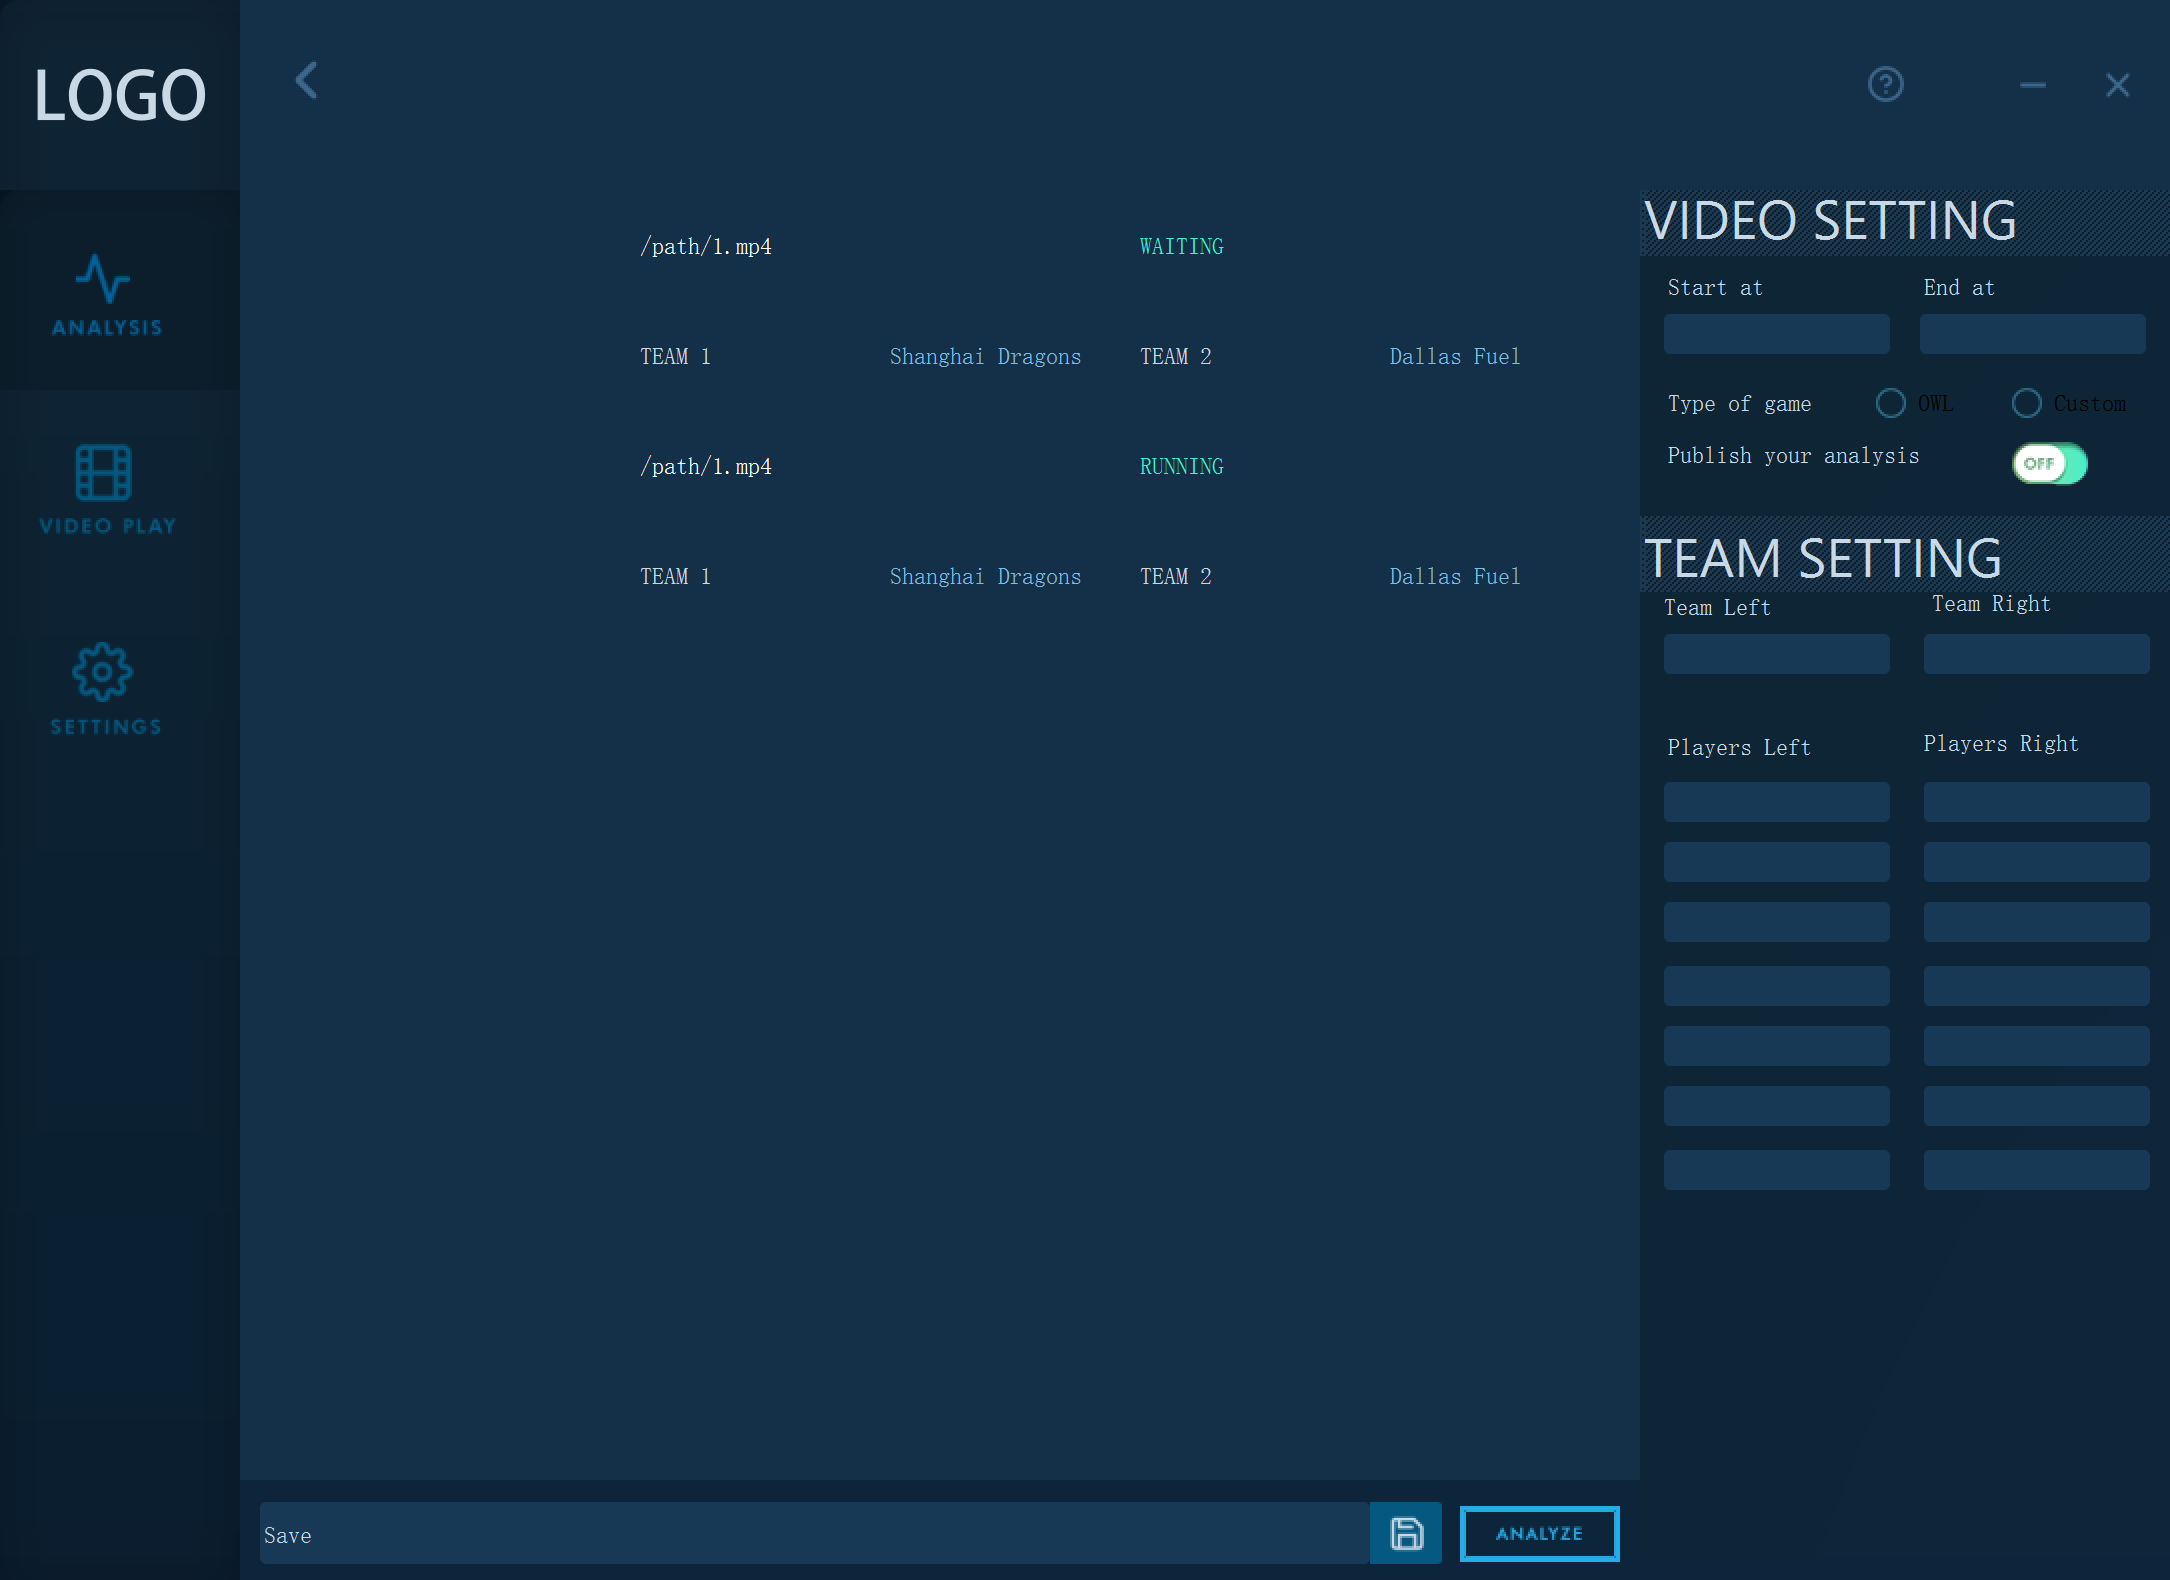 LOGO
ANALYSIS
VIDEO PLAY
SETTINGS
/path/1.mp4 WAITING
TEAM 1 Shanghai Dragons TEAM 2 Dallas Fuel
/path/1.mp4 RUNNING
TEAM 1 Shanghai Dragons TEAM 2 Dallas Fuel
Save
ANALYZE
VIDEO SETTING
Start at End at
Type of game OWL Custom
Publish your analysis OFF
TEAM SETTING
Team Left Team Right
Players Left Players Right